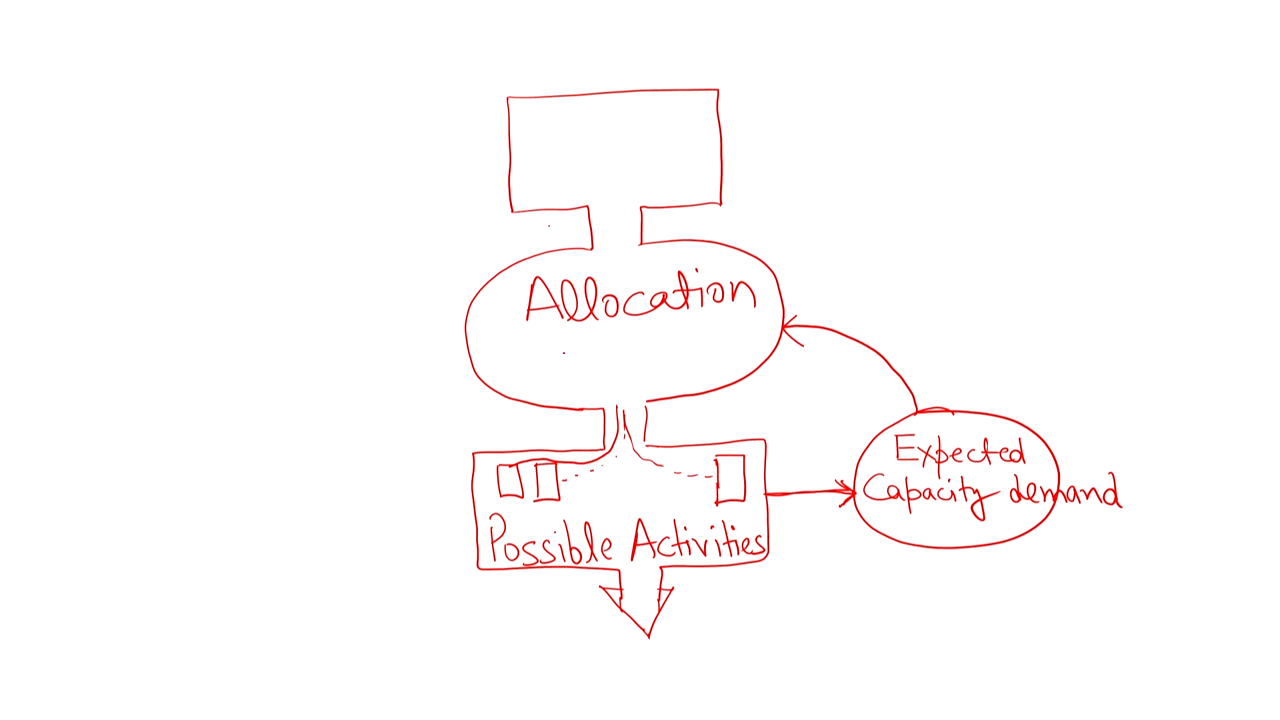 Allocation
Expected
Capacity demand
Possible Activities